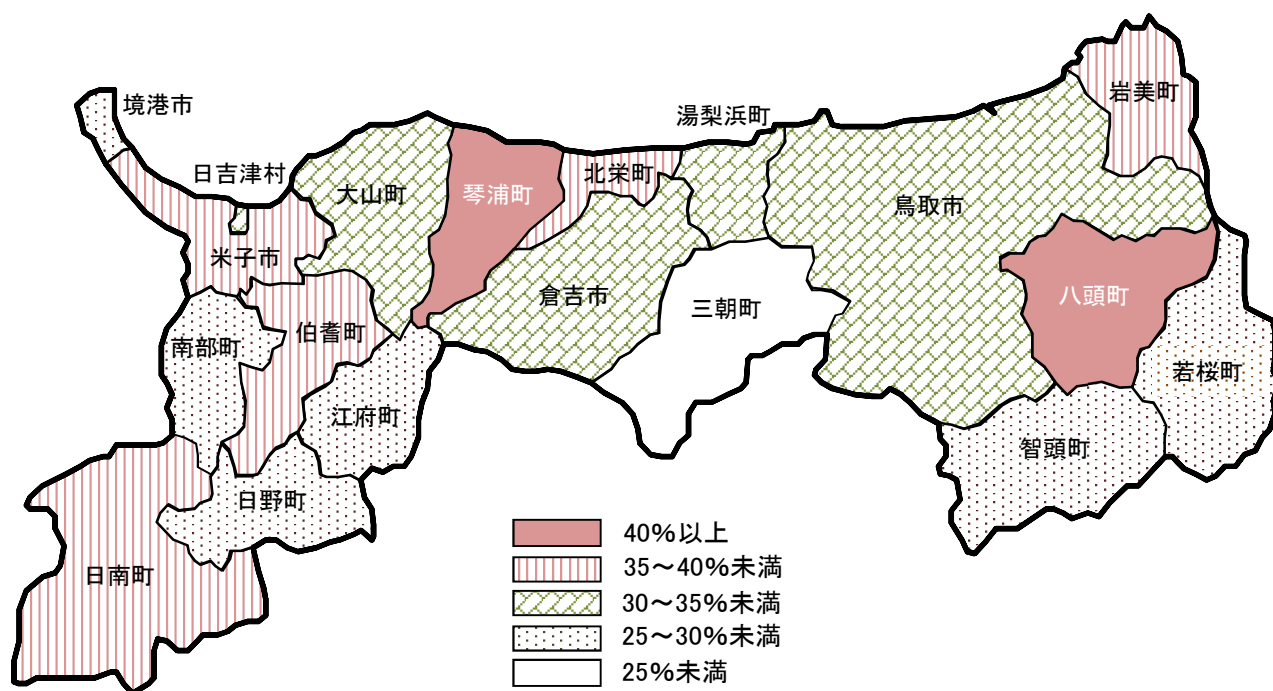 岩美町
境港市
湯梨浜町
日吉津村
北栄町
大山町
琴浦町
鳥取市
米子市
倉吉市
三朝町
八頭町
伯耆町
南部町
若桜町
江府町
智頭町
日野町
日南町
40%以上
35～40%未満
30～35%未満
25～30%未満
25%未満